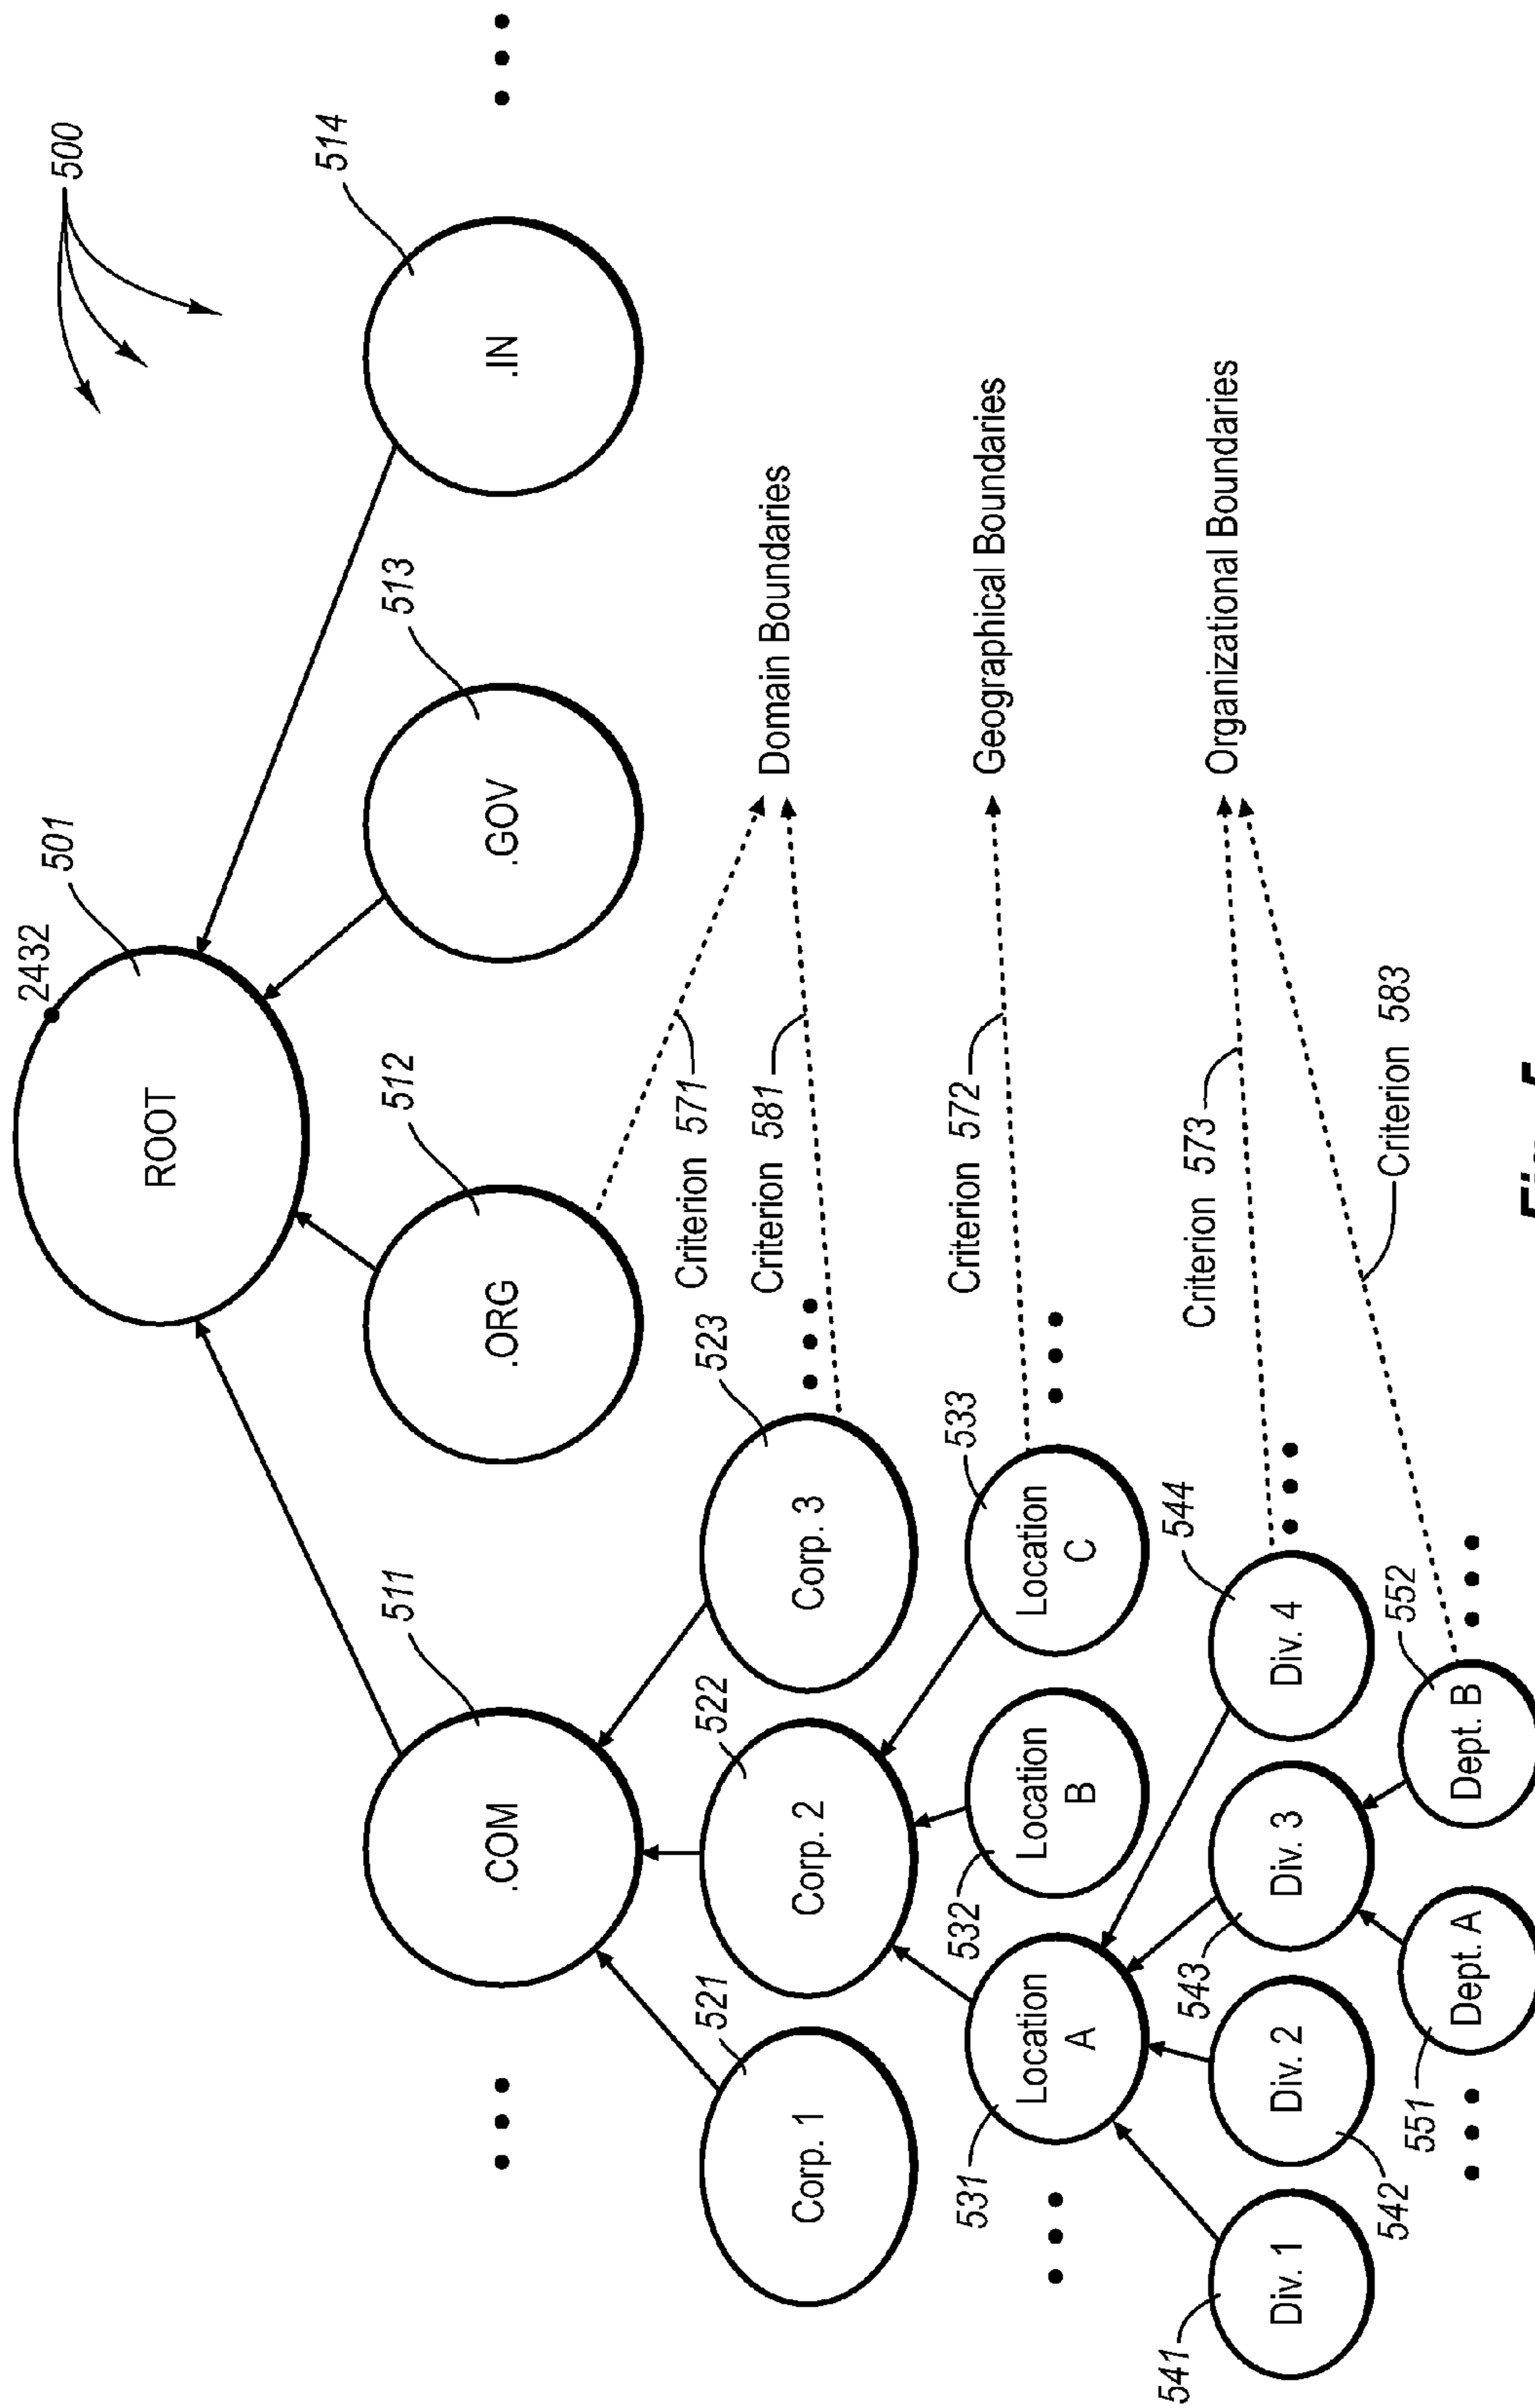 500
2432
501
ROOT
511
512
513
514
.COM
.ORG
.GOV
.IN
521
522
523
Corp. 1
Corp. 2
Corp. 3
Criterion 571
Criterion 581
Domain Boundaries
531
532
533
Location
A
Location
B
Location
C
Criterion 572
Geographical Boundaries
541
542
543
544
Div. 1
Div. 2
Div. 3
Div. 4
Criterion 573
Organizational Boundaries
551
552
Dept. A
Dept. B
Criterion 583